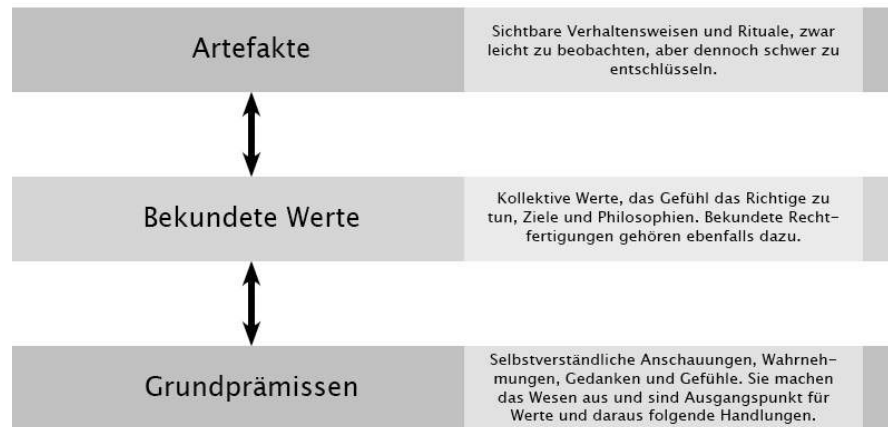 Artefakte
Sichtbare Verhaltensweisen und Rituale, zwar
leicht zu beobachten, aber dennoch schwer zu
entschlüsseln.
Bekundete Werte
Kollektive Werte, das Gefühl das Richtige zu
tun, Ziele und Philosophien. Bekundete Recht-
fertigungen gehören ebenfalls dazu.
Grundprämissen
Selbstverständliche Anschauungen, Wahrneh-
mungen, Gedanken und Gefühle. Sie machen
das Wesen aus und sind Ausgangspunkt für
Werte und daraus folgende Handlungen.